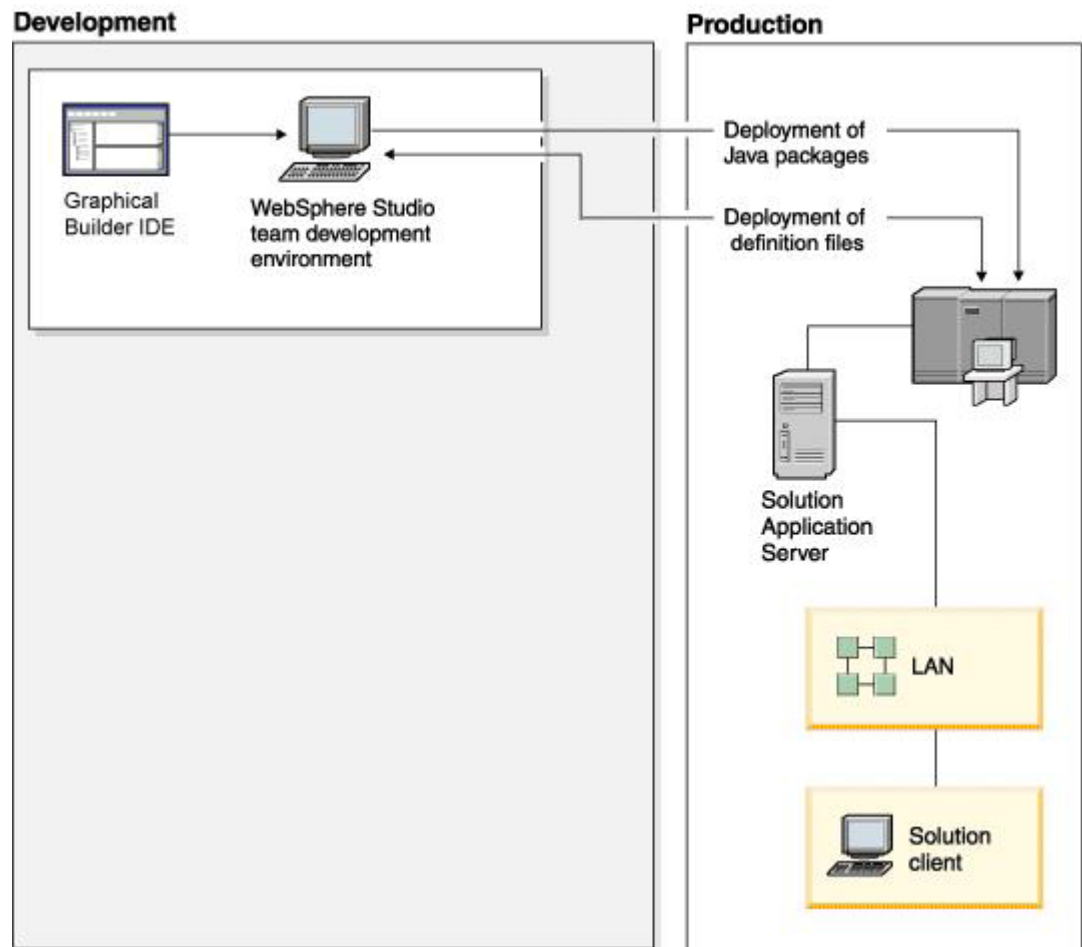 Development
Production
Graphical
Builder IDE
WebSphere Studio
team development
environment
Deployment of
Java packages
Deployment of
definition files
Solution
Application
Server
LAN
Solution
client